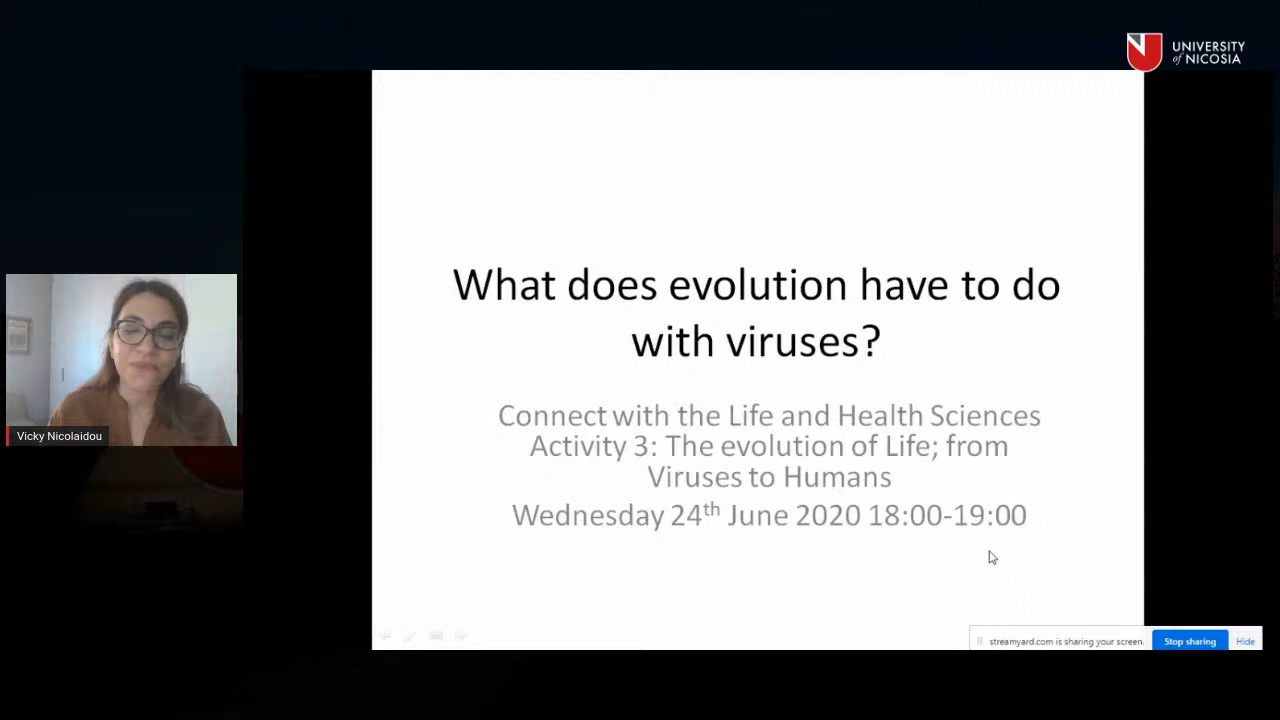 UNIVERSITY
of NICOSIA
What does evolution have to do
with viruses?
Connect with the Life and Health Sciences
Activity 3: The evolution of Life; from
Viruses to Humans
Wednesday 24th June 2020 18:00-19:00
Vicky Nicolaidou
streamyard.com is sharing your screen.
Stop sharing
Hide